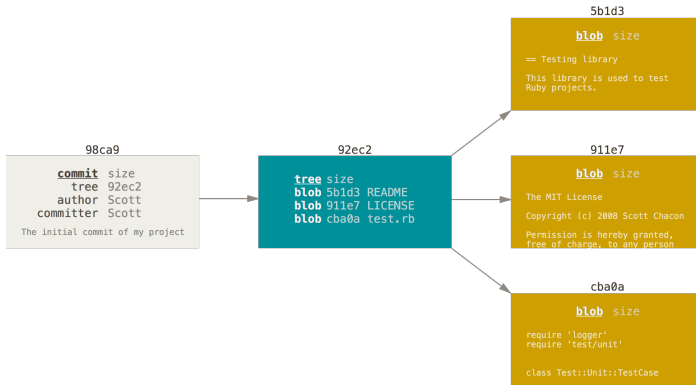 5b1d3
blob size
== Testing library
This library is used to test
Ruby projects.
98ca9
commit size
tree 92ec2
author Scott
committer Scott
The initial commit of my project
92ec2
tree size
blob 5b1d3 README
blob 911e7 LICENSE
blob cba0a test.rb
911e7
blob size
The MIT License
Copyright (c) 2008 Scott Chacon
Permission is hereby granted,
free of charge, to any person
cba0a
blob size
require 'logger'
require 'test/unit'
class Test::Unit::TestCase